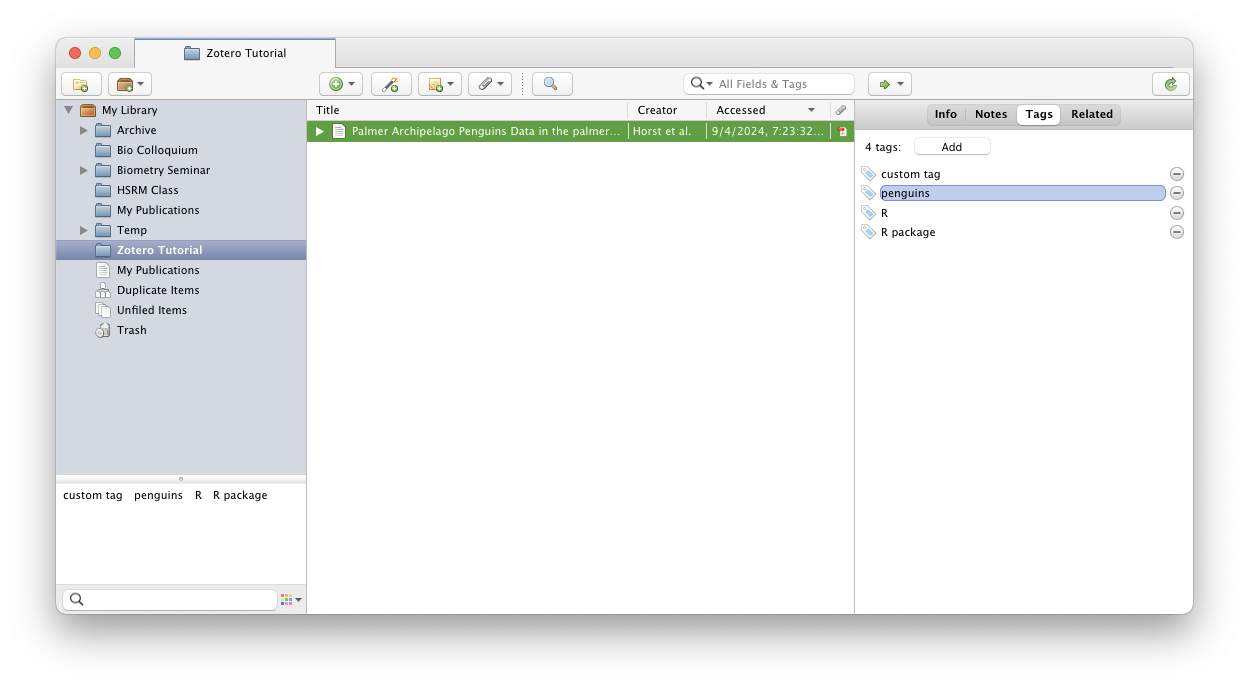 Zotero Tutorial
All Fields & Tags
My Library
Archive
Bio Colloquium
Biometry Seminar
HSRM Class
My Publications
Temp
Zotero Tutorial
My Publications
Duplicate Items
Unfiled Items
Trash
custom tag penguins R R package
Title Creator Accessed
Palmer Archipelago Penguins Data in the palmer... Horst et al. 9/4/2024, 7:23:32...
Info Notes Tags Related
4 tags: Add
custom tag
penguins
R
R package